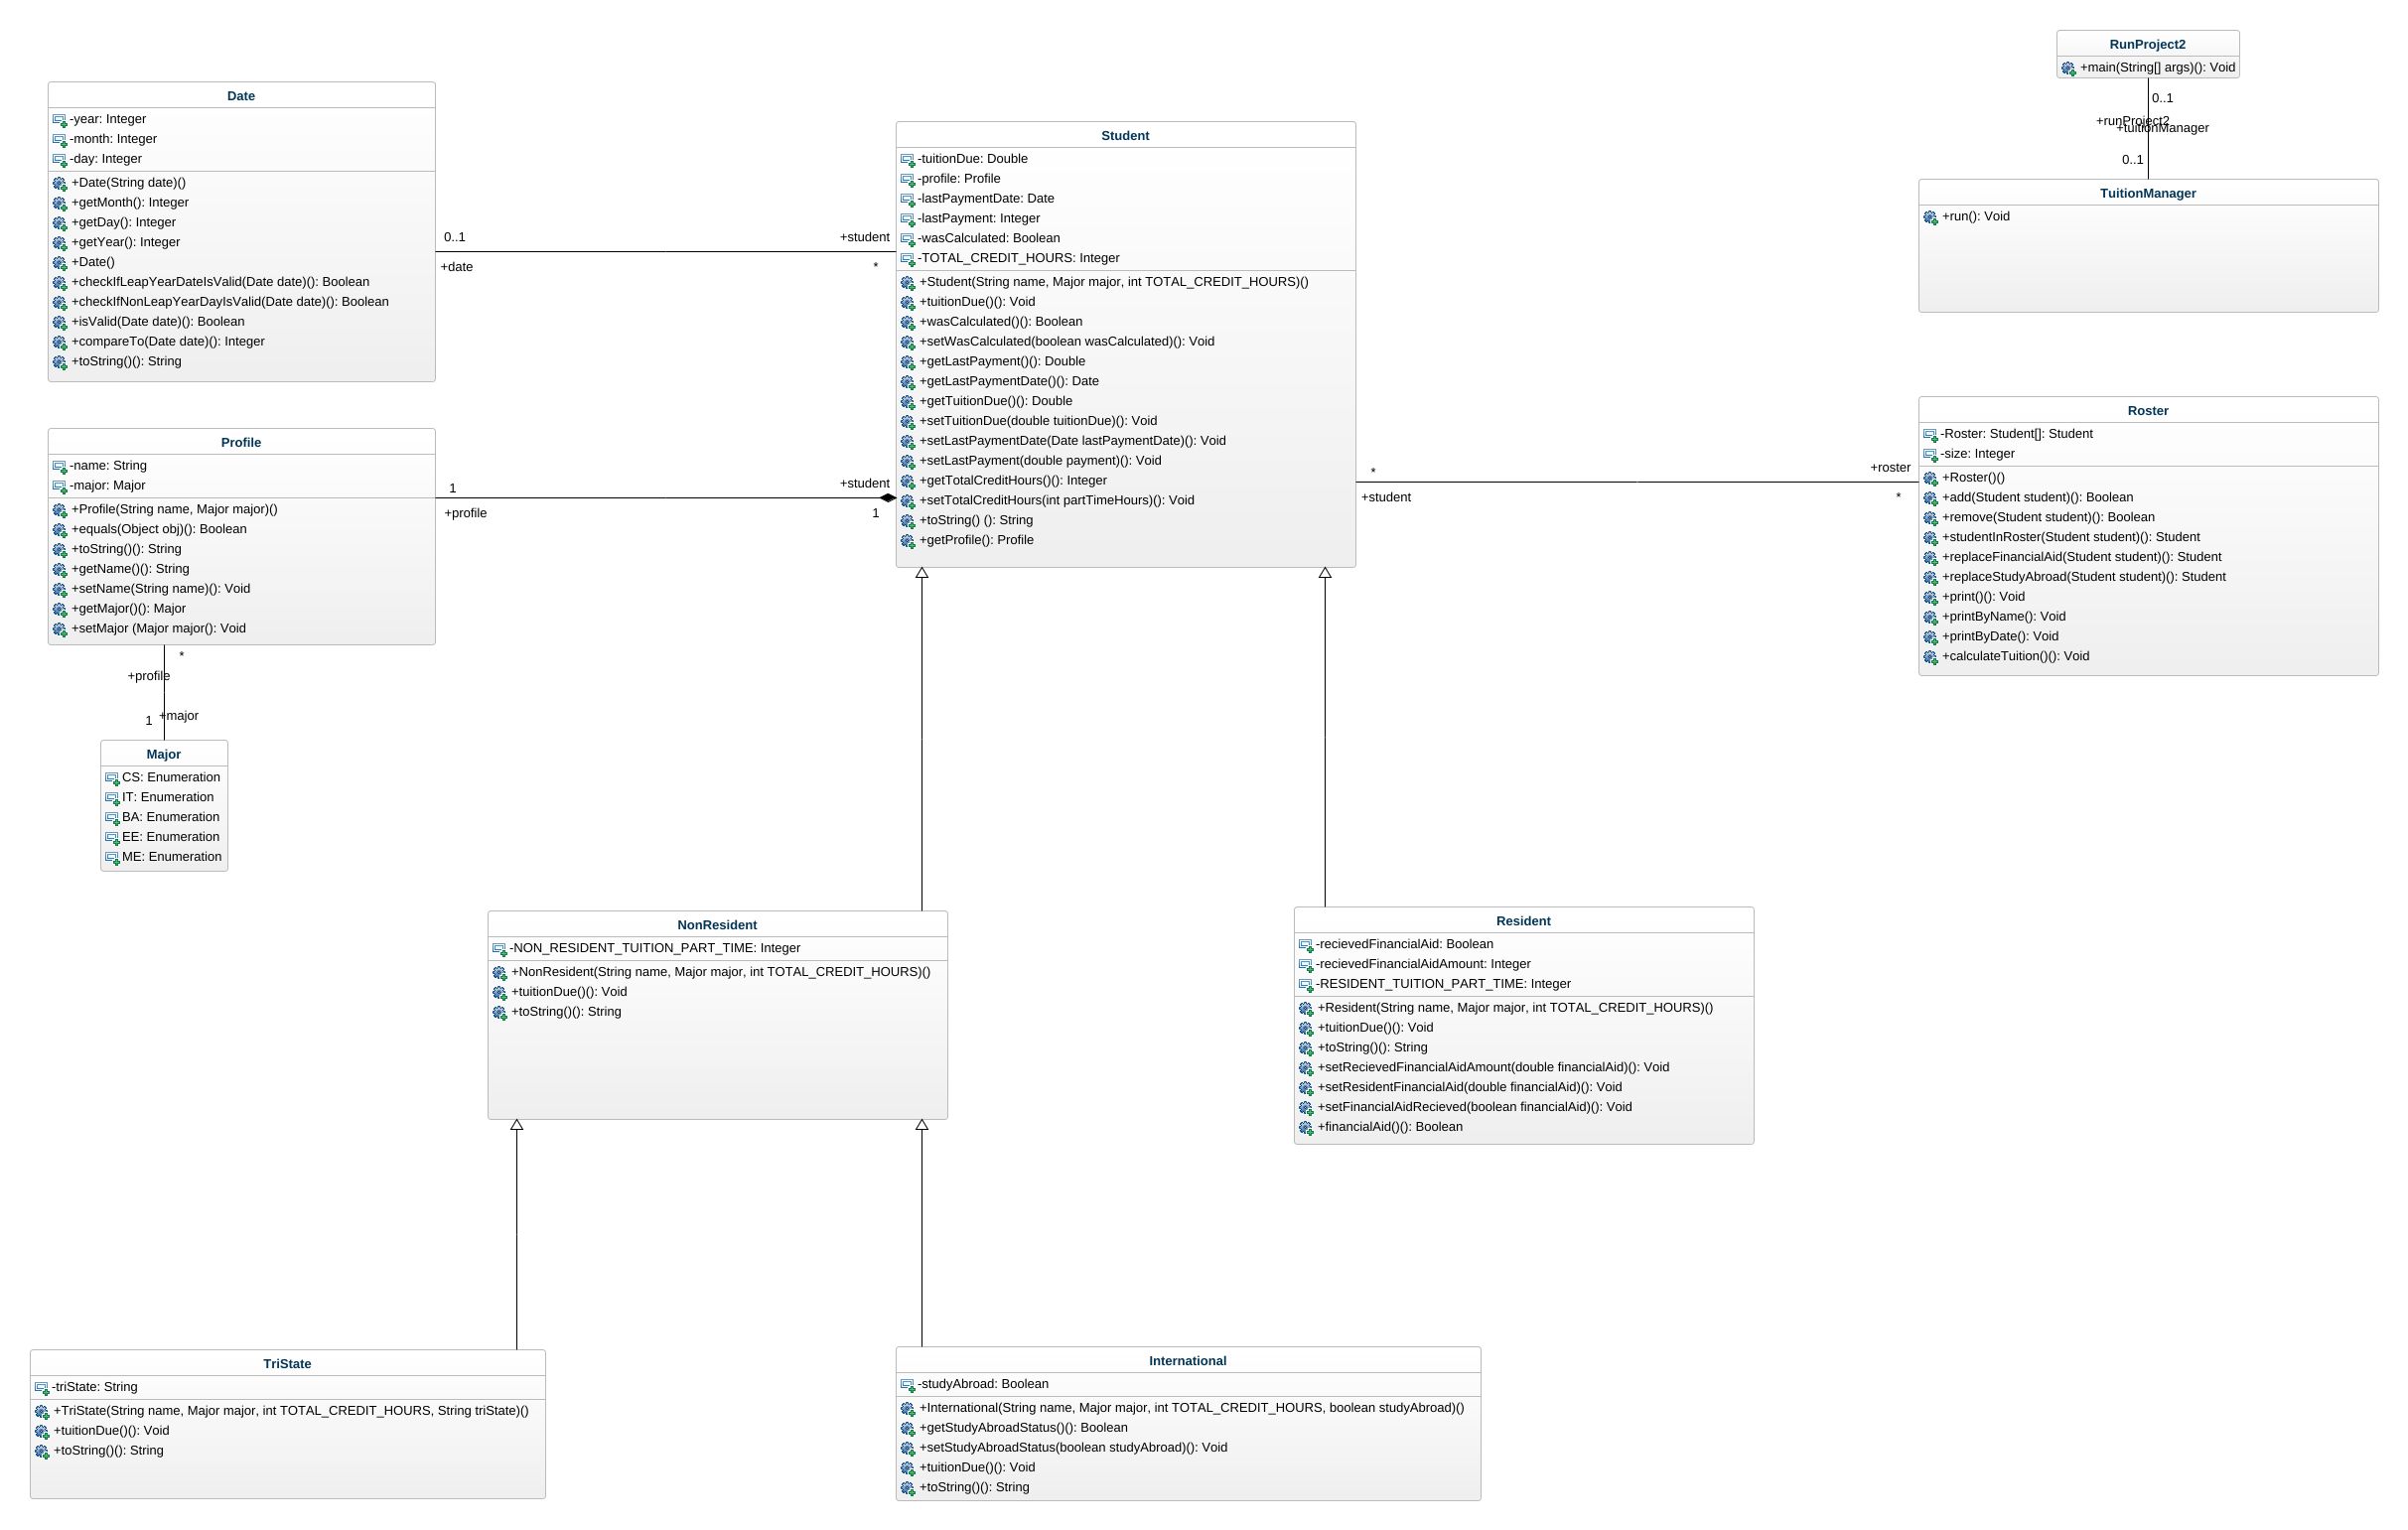 RunProject2
+main(String[] args)(): Void
0..1
+runProject2
+tuitionManager
0..1
TuitionManager
+run(): Void
Date
-year: Integer
-month: Integer
-day: Integer
+Date(String date)()
+getMonth(): Integer
+getDay(): Integer
+getYear(): Integer
+Date()
+checkIfLeapYearDateIsValid(Date date)(): Boolean
+checkIfNonLeapYearDayIsValid(Date date)(): Boolean
+isValid(Date date)(): Boolean
+compareTo(Date date)(): Integer
+toString()(): String
0..1
+date
+student
*
Student
-tuitionDue: Double
-profile: Profile
-lastPaymentDate: Date
-lastPayment: Integer
-wasCalculated: Boolean
-TOTAL_CREDIT_HOURS: Integer
+Student(String name, Major major, int TOTAL_CREDIT_HOURS)()
+tuitionDue()(): Void
+wasCalculated()(): Boolean
+setWasCalculated(boolean wasCalculated)(): Void
+getLastPayment()(): Double
+getLastPaymentDate()(): Date
+getTuitionDue()(): Double
+setTuitionDue(double tuitionDue)(): Void
+setLastPaymentDate(Date lastPaymentDate)(): Void
+setLastPayment(double payment)(): Void
+getTotalCreditHours()(): Integer
+setTotalCreditHours(int partTimeHours)(): Void
+toString() (): String
+getProfile(): Profile
*
+student
+roster
*
Roster
-Roster: Student[]: Student
-size: Integer
+Roster()()
+add(Student student)(): Boolean
+remove(Student student)(): Boolean
+studentInRoster(Student student)(): Student
+replaceFinancialAid(Student student)(): Student
+replaceStudyAbroad(Student student)(): Student
+print()(): Void
+printByName(): Void
+printByDate(): Void
+calculateTuition()(): Void
Profile
-name: String
-major: Major
+Profile(String name, Major major)()
+equals(Object obj)(): Boolean
+toString()(): String
+getName()(): String
+setName(String name)(): Void
+getMajor()(): Major
+setMajor (Major major(): Void
1
+profile
+student
1
*
+profile
+major
1
Major
CS: Enumeration
IT: Enumeration
BA: Enumeration
EE: Enumeration
ME: Enumeration
NonResident
-NON_RESIDENT_TUITION_PART_TIME: Integer
+NonResident(String name, Major major, int TOTAL_CREDIT_HOURS)()
+tuitionDue()(): Void
+toString()(): String
Resident
-recievedFinancialAid: Boolean
-recievedFinancialAidAmount: Integer
-RESIDENT_TUITION_PART_TIME: Integer
+Resident(String name, Major major, int TOTAL_CREDIT_HOURS)()
+tuitionDue()(): Void
+toString()(): String
+setRecievedFinancialAidAmount(double financialAid)(): Void
+setResidentFinancialAid(double financialAid)(): Void
+setFinancialAidRecieved(boolean financialAid)(): Void
+financialAid()(): Boolean
TriState
-triState: String
+TriState(String name, Major major, int TOTAL_CREDIT_HOURS, String triState)()
+tuitionDue()(): Void
+toString()(): String
International
-studyAbroad: Boolean
+International(String name, Major major, int TOTAL_CREDIT_HOURS, boolean studyAbroad)()
+getStudyAbroadStatus()(): Boolean
+setStudyAbroadStatus(boolean studyAbroad)(): Void
+tuitionDue()(): Void
+toString()(): String